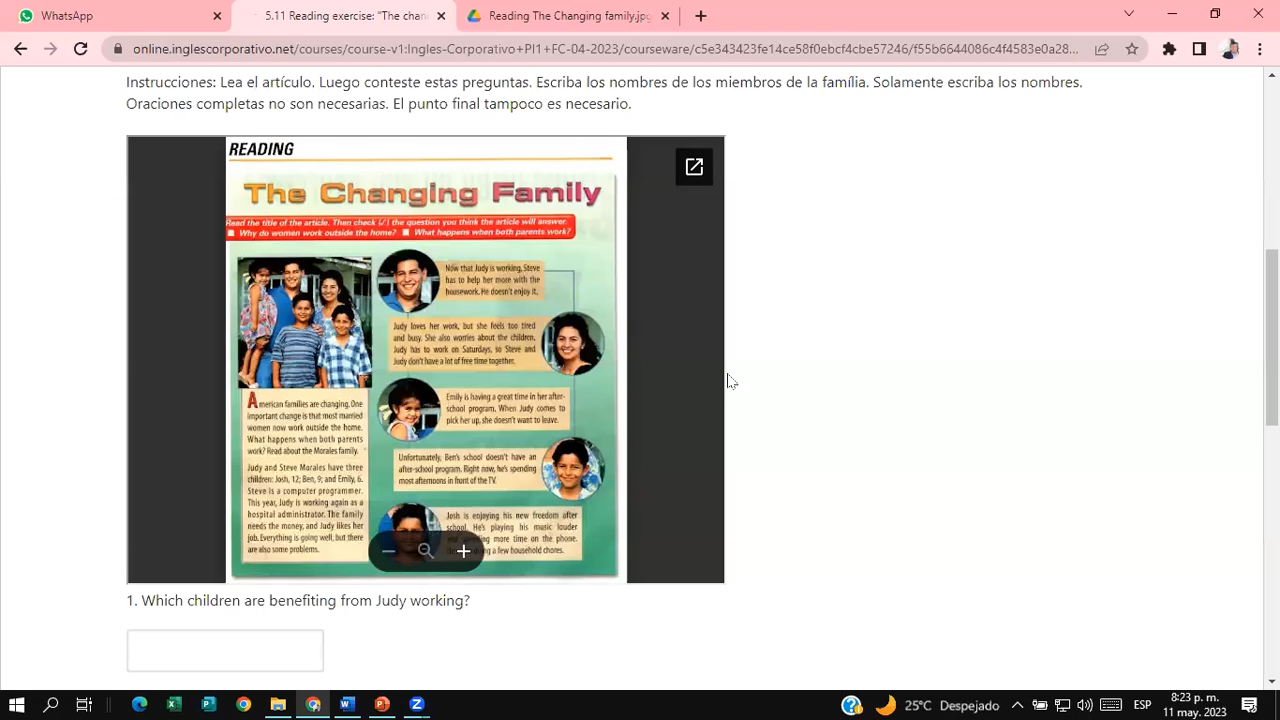 WhatsApp
5.11 Reading exercise: "The chan
Reading The Changing family.jpg
online.inglescorporativo.net/courses/course-v1:Ingles-Corporativo+PI1+FC-04-2023/courseware/c5e343423fe14ce58f0ebcf4cbe57246/f55b6644086c4f4583e0a28...
Instrucciones: Lea el artículo. Luego conteste estas preguntas. Escriba los nombres de los miembros de la família. Solamente escriba los nombres.
Oraciones completas no son necesarias. El punto final tampoco es necesario.
READING
The Changing Family
Read the title of the article. Then check (✓) the question you think the article will answer.
Why do women work outside the home? What happens when both parents work?
Now that Judy is working, Steve
has to help her more with the
housework. He doesn't enjoy it.
Judy loves her work, but she feels too tired
and busy. She also worries about the children.
Judy has to work on Saturdays, so Steve and
Judy don't have a lot of free time together.
Emily is having a great time in her after-
school program. When Judy comes to
pick her up, she doesn't want to leave.
Unfortunately, Ben's school doesn't have an
after-school program. Right now, he's spending
most afternoons in front of the TV.
Josh is enjoying his new freedom after
school. He's playing his music louder
more time on the phone.
a few household chores.
American families are changing. One
important change is that most married
women now work outside the home.
What happens when both parents
work? Read about the Morales family.
Judy and Steve Morales have three
children: Josh, 12; Ben, 9; and Emily, 6.
Steve is a computer programmer.
This year, Judy is working again as a
hospital administrator. The family
needs the money, and Judy likes her
job. Everything is going well, but there
are also some problems.
1. Which children are benefiting from Judy working?
25°C Despejado
ESP
8:23 p. m.
11 may. 2023